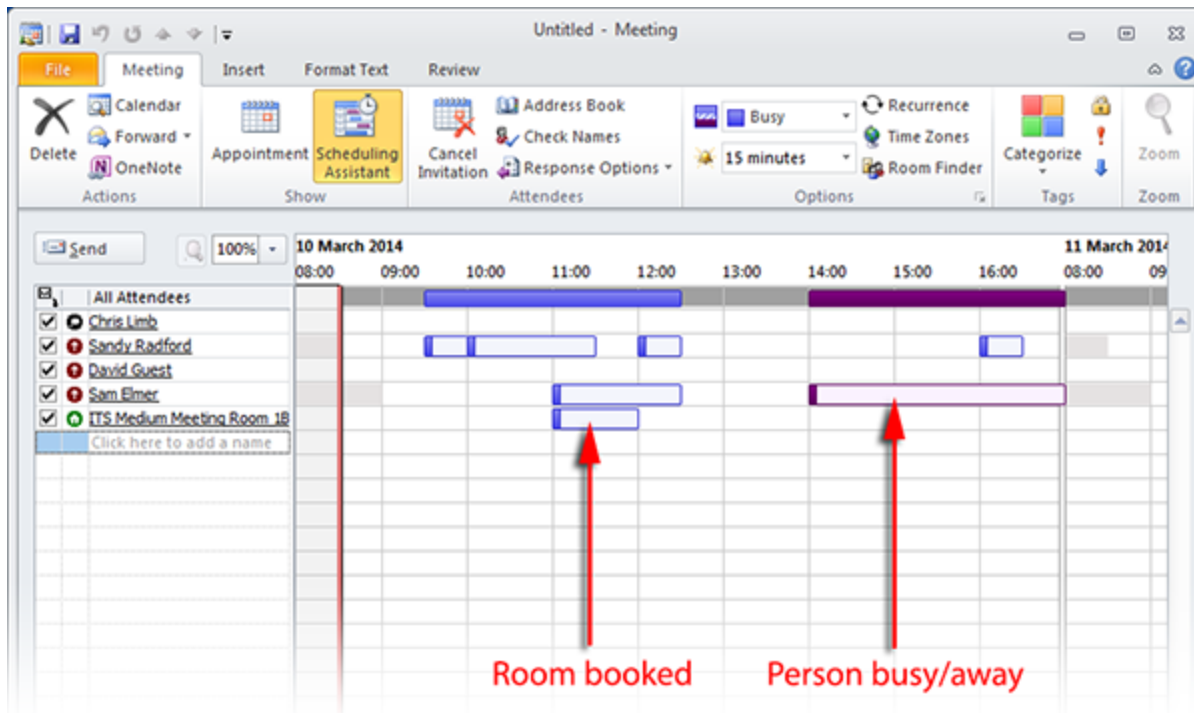 Untitled - Meeting
File Meeting Insert Format Text Review
Delete
Calendar
Forward
OneNote
Actions
Appointment
Scheduling Assistant
Show
Cancel Invitation
Address Book
Check Names
Response Options
Attendees
Busy
15 minutes
Recurrence
Time Zones
Room Finder
Options
Categorize
Tags
Zoom
Zoom
Send 100%
10 March 2014 11 March 2014
08:00 09:00 10:00 11:00 12:00 13:00 14:00 15:00 16:00 08:00 09
All Attendees
Chris Limb
Sandy Radford
David Guest
Sam Elmer
ITS Medium Meeting Room 1B
Click here to add a name
Room booked Person busy/away